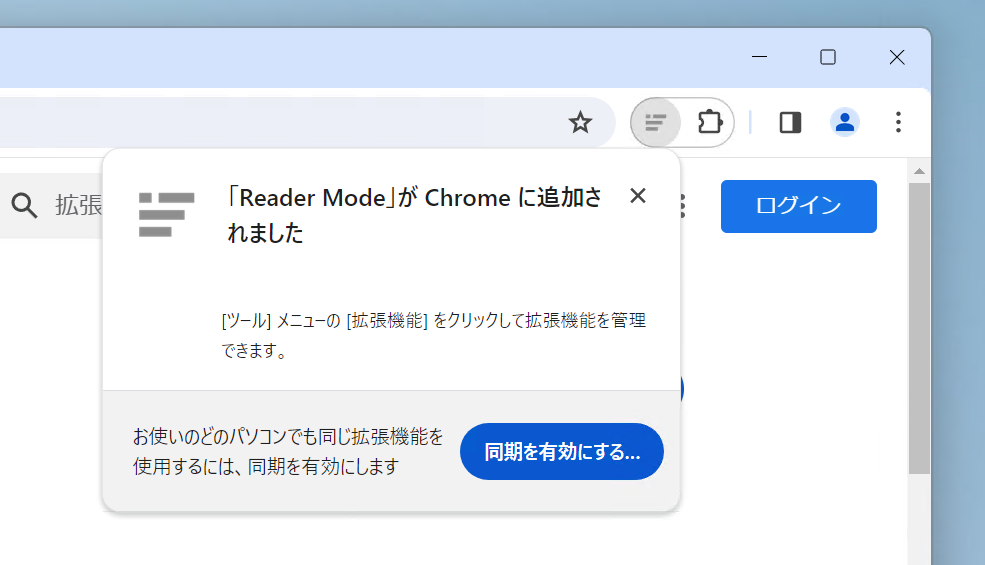 拡張
ログイン
「Reader Mode」が Chrome に追加さ
れました
[ツール] メニューの [拡張機能] をクリックして拡張機能を管理
できます。
お使いのどのパソコンでも同じ拡張機能を
使用するには、同期を有効にします
同期を有効にする...